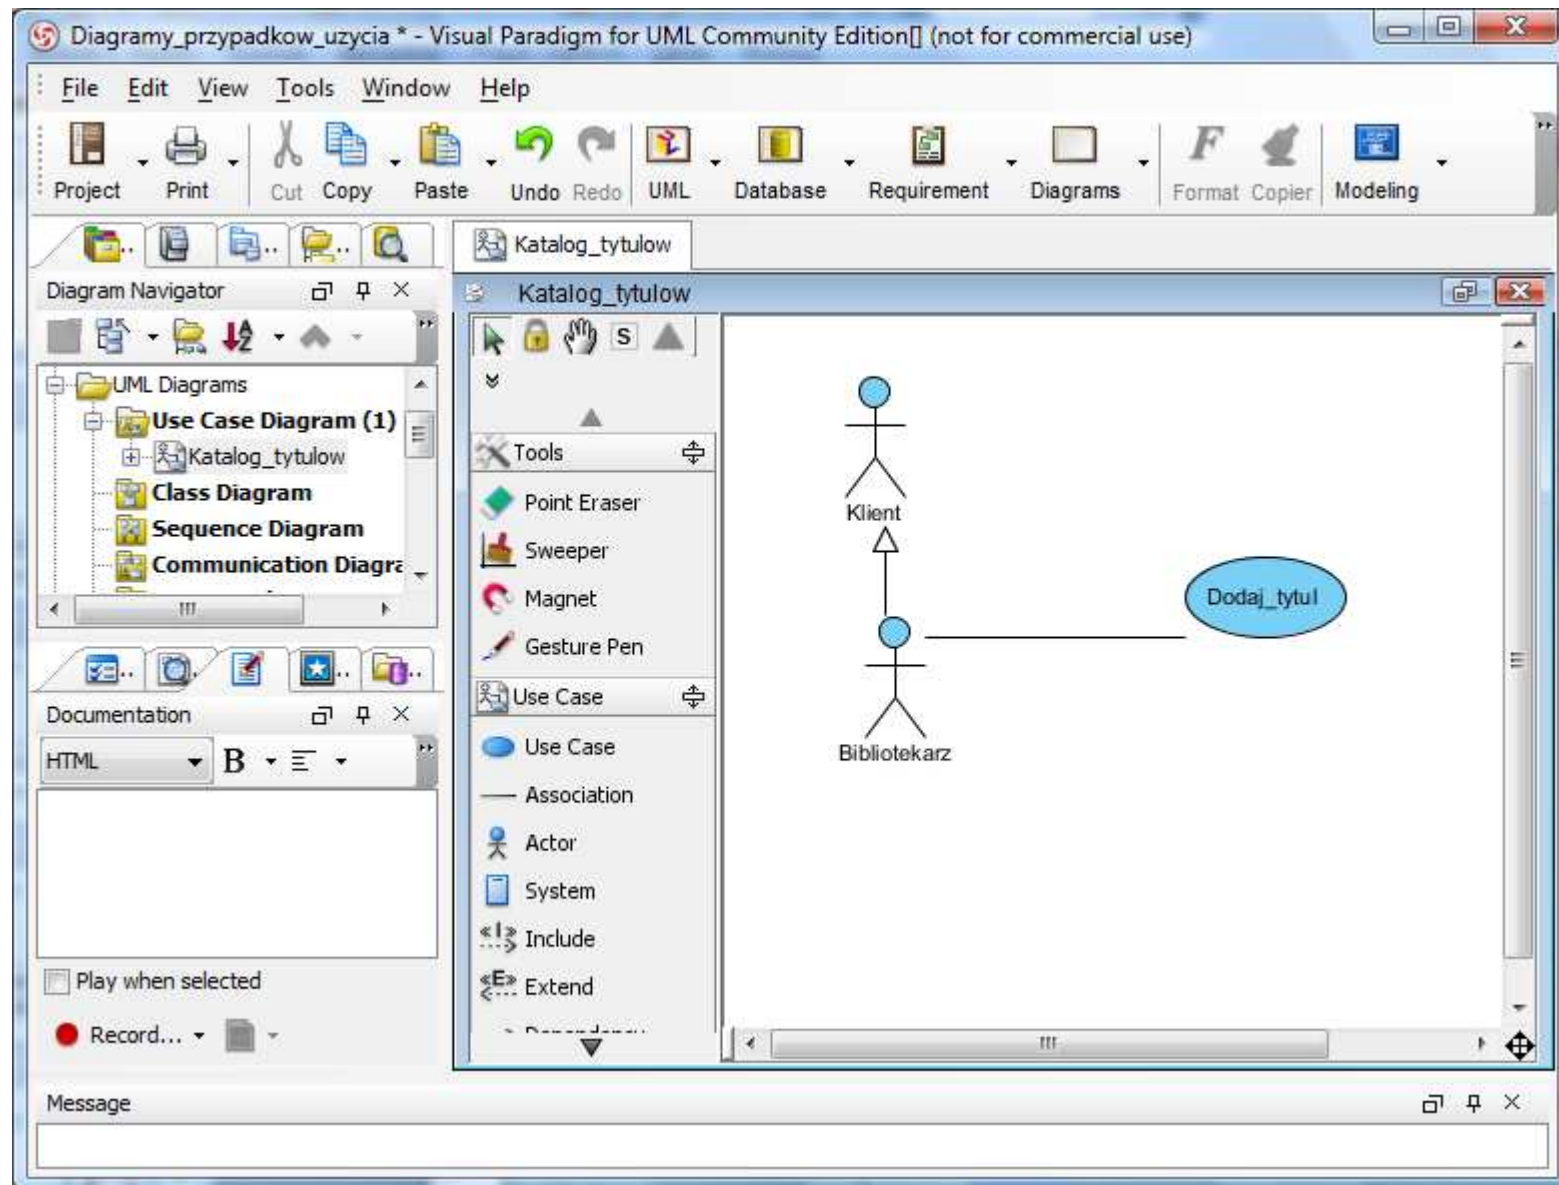 Diagramy_przypadkow_uzycia * - Visual Paradigm for UML Community Edition[] (not for commercial use)
File Edit View Tools Window Help
Project Print Cut Copy Paste Undo Redo UML Database Requirement Diagrams Format Copier Modeling
Katalog_tytulow
Diagram Navigator
UML Diagrams
Use Case Diagram (1)
Katalog_tytulow
Class Diagram
Sequence Diagram
Communication Diagra
Documentation
HTML B
Play when selected
Record...
Katalog_tytulow
S
Tools
Point Eraser
Sweeper
Magnet
Gesture Pen
Use Case
Use Case
Association
Actor
System
Include
Extend
Dependency
Klient
Dodaj_tytul
Bibliotekarz
Message